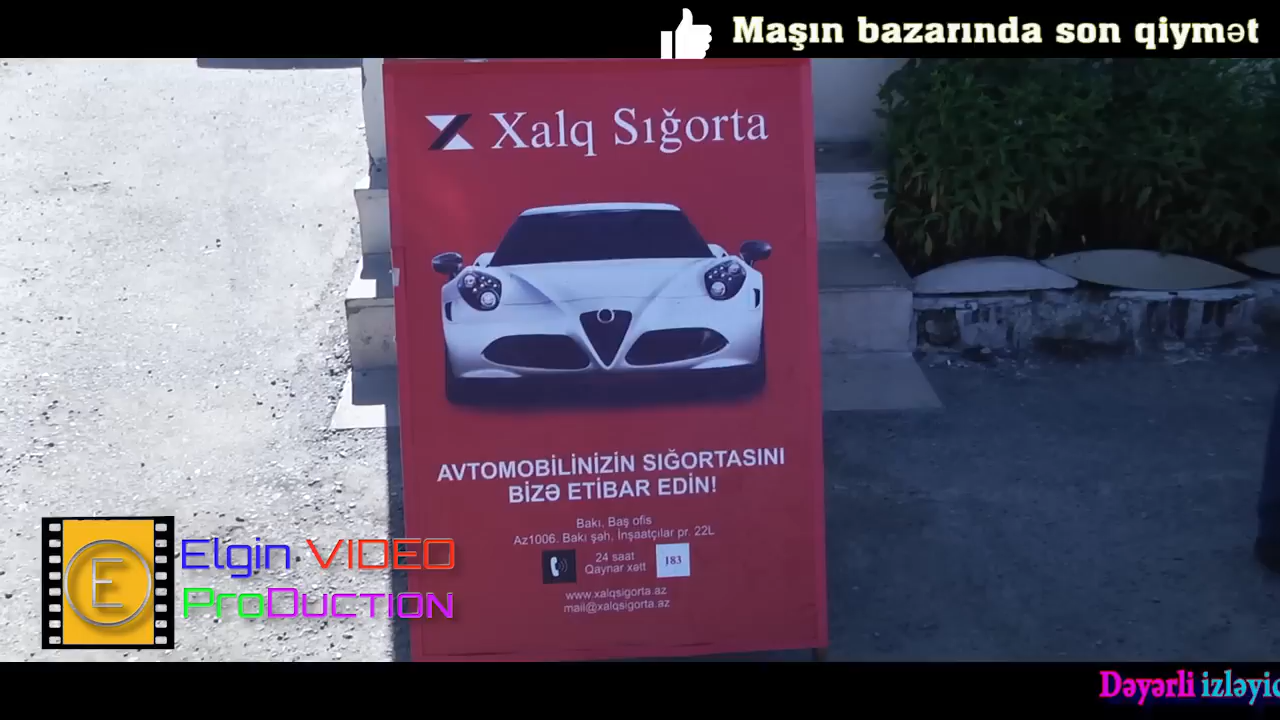 Maşın bazarında son qiymət
Xalq Sığorta
AVTOMOBİLİNİZİN SIĞORTASINI
BİZƏ ETİBAR EDİN!
Bakı, Baş ofis
Az1006. Bakı şəh, İnşaatçılar pr. 22L
24 saat
Qaynar xətt
183
www.xalqsigorta.az
mail@xalqsigorta.az
E
Elgin VIDEO
ProDUCTION
Dəyərli izləyic